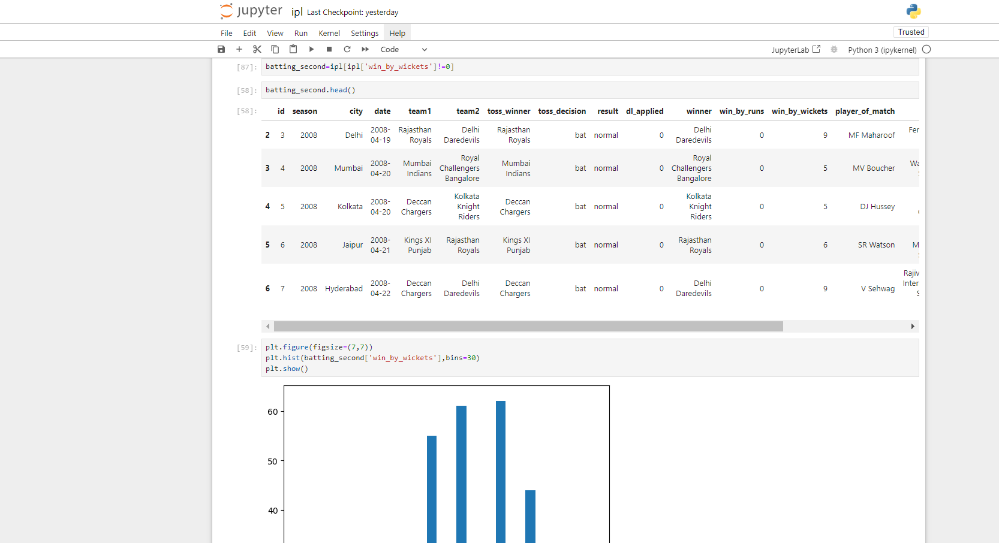 jupyter ipl Last Checkpoint: yesterday
File Edit View Run Kernel Settings Help Trusted
Code JupyterLab Python 3 (ipykernel)
[87]: batting_second=ipl[ipl['win_by_wickets']!=0]
[58]: batting_second.head()
[58]: id season city date team1 team2 toss_winner toss_decision result dl_applied winner win_by_runs win_by_wickets player_of_match
2 3 2008 Delhi 2008-04-19 Rajasthan Royals Delhi Daredevils Rajasthan Royals bat normal 0 Delhi Daredevils 0 9 MF Maharoof Fer
3 4 2008 Mumbai 2008-04-20 Mumbai Indians Royal Challengers Bangalore Mumbai Indians bat normal 0 Royal Challengers Bangalore 0 5 MV Boucher Wa
4 5 2008 Kolkata 2008-04-20 Deccan Chargers Kolkata Knight Riders Deccan Chargers bat normal 0 Kolkata Knight Riders 0 5 DJ Hussey
5 6 2008 Jaipur 2008-04-21 Kings XI Punjab Rajasthan Royals Kings XI Punjab bat normal 0 Rajasthan Royals 0 6 SR Watson M
6 7 2008 Hyderabad 2008-04-22 Deccan Chargers Delhi Daredevils Deccan Chargers bat normal 0 Delhi Daredevils 0 9 V Sehwag Rajiv Inter S
[59]: plt.figure(figsize=(7,7))
plt.hist(batting_second['win_by_wickets'],bins=30)
plt.show()
60
50
40